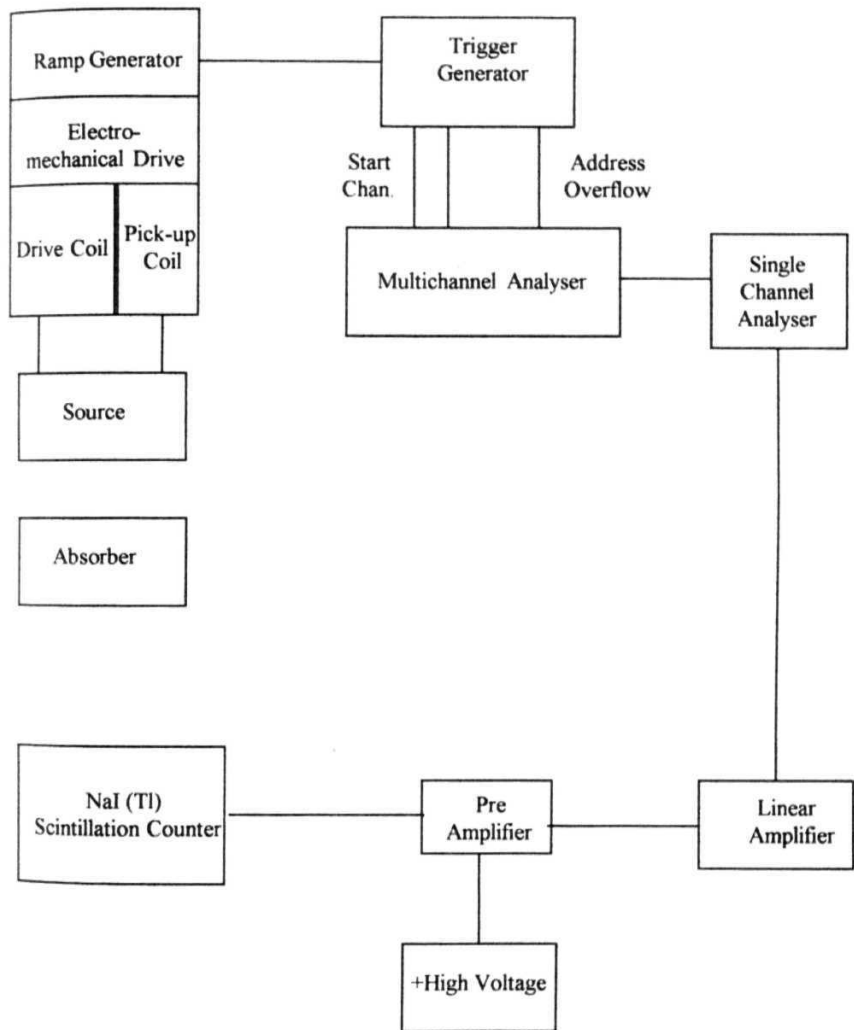 Ramp Generator
Trigger
Generator
Electro-
mechanical Drive
Start
Chan.
Address
Overflow
Drive Coil
Pick-up
Coil
Multichannel Analyser
Single
Channel
Analyser
Source
Absorber
NaI (Tl)
Scintillation Counter
Pre
Amplifier
Linear
Amplifier
+High Voltage